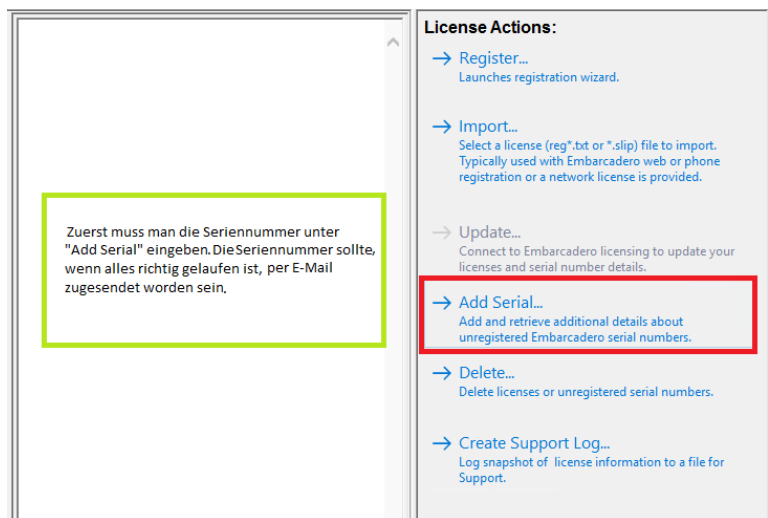 Zuerst muss man die Seriennummer unter
"Add Serial" eingeben.DieSeriennummer sollte,
wenn alles richtig gelaufen ist, per E-Mail
zugesendet worden sein.
License Actions:
Register...
Launches registration wizard.
Import...
Select a license (reg*.txt or *.slip) file to import.
Typically used with Embarcadero web or phone
registration or a network license is provided.
Update...
Connect to Embarcadero licensing to update your
licenses and serial number details.
Add Serial...
Add and retrieve additional details about
unregistered Embarcadero serial numbers.
Delete...
Delete licenses or unregistered serial numbers.
Create Support Log...
Log snapshot of license information to a file for
Support.